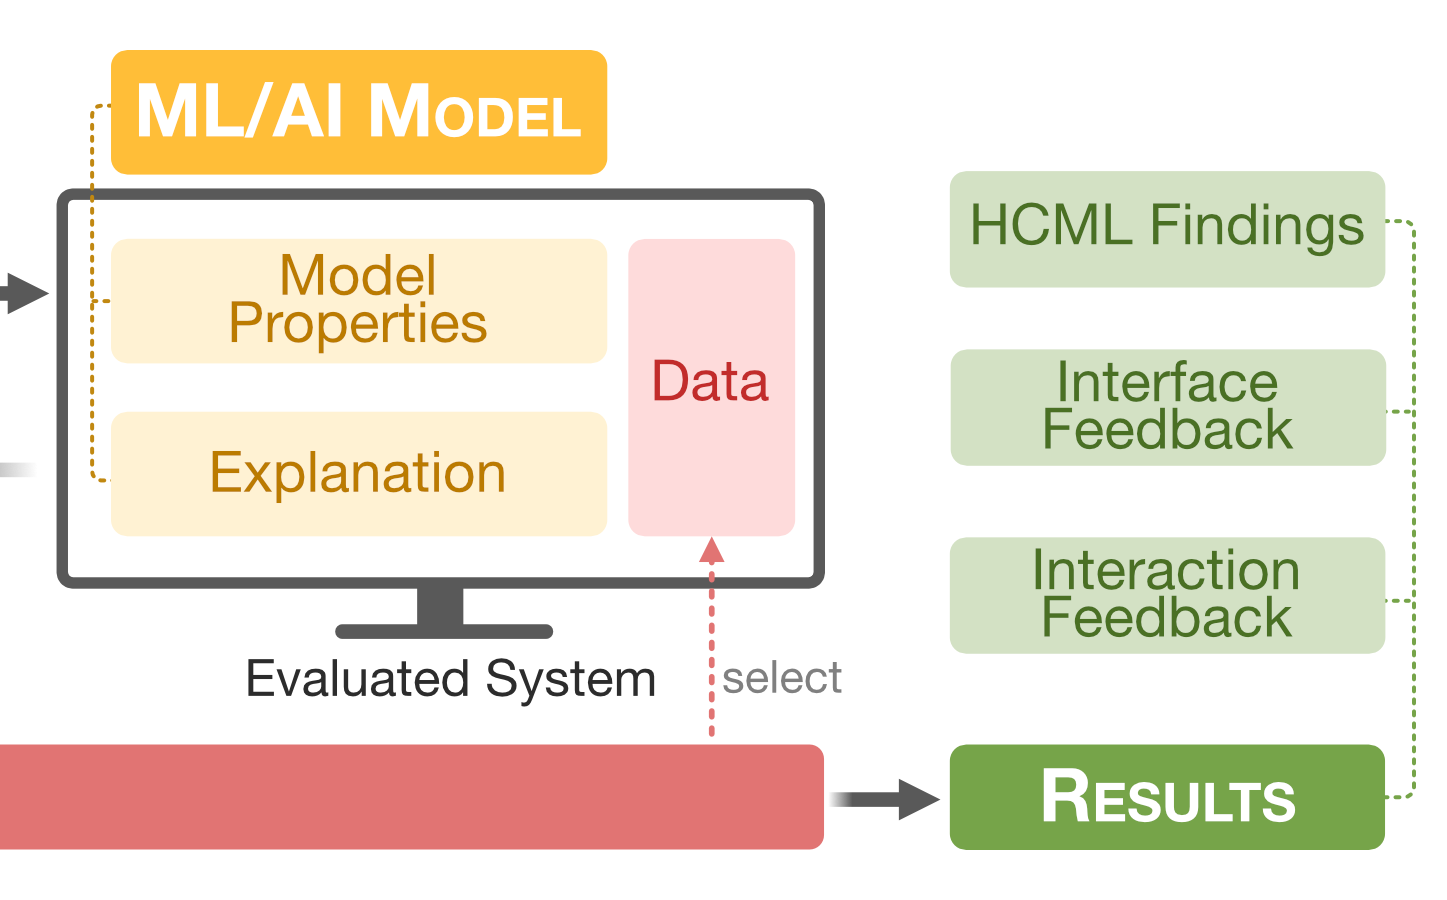 ML/AI MODEL
Model
Properties
Explanation
Data
Evaluated System
select
HCML Findings
Interface
Feedback
Interaction
Feedback
RESULTS